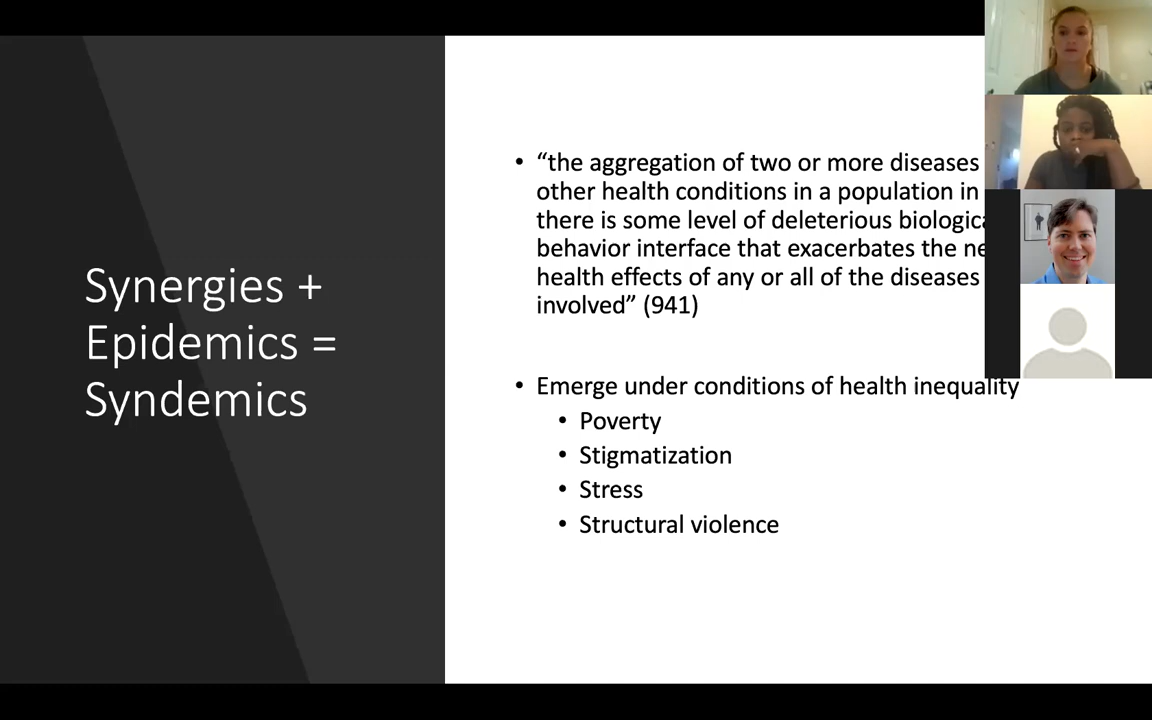 Synergies +
Epidemics =
Syndemics
• “the aggregation of two or more diseases
other health conditions in a population in
there is some level of deleterious
behavior interface that exacerbates the
health effects of any or all of the diseases
involved” (941)
• Emerge under conditions of health inequality
• Poverty
• Stigmatization
• Stress
• Structural violence